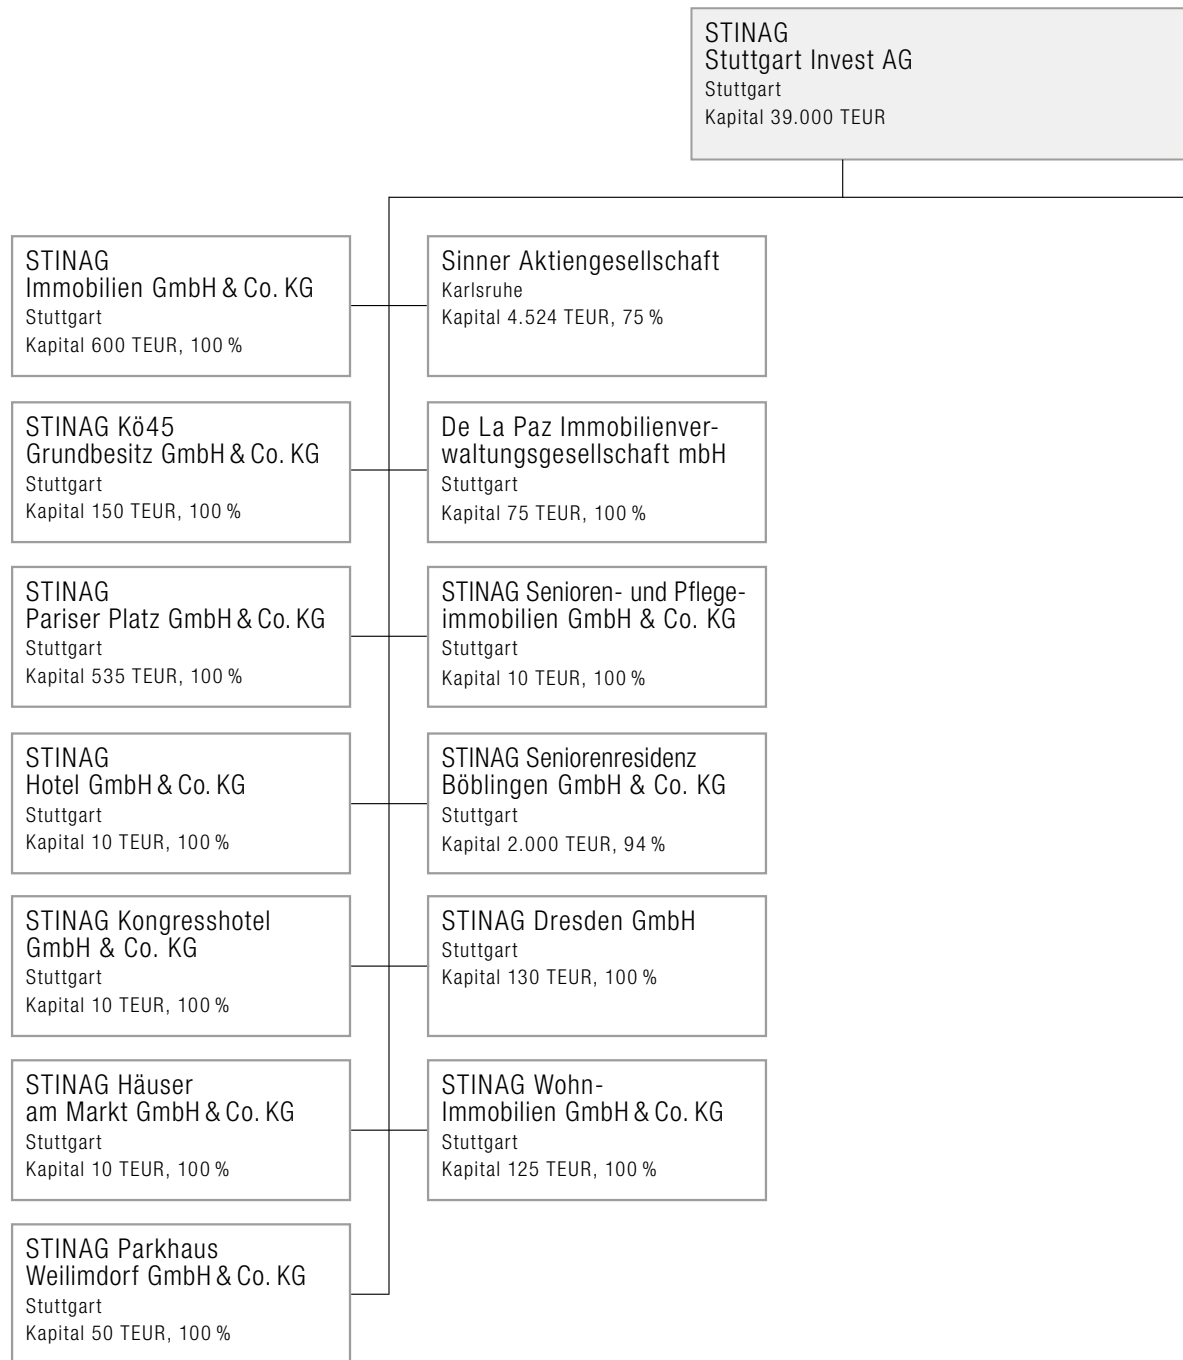 STINAG
Stuttgart Invest AG
Stuttgart
Kapital 39.000 TEUR
STINAG
Immobilien GmbH & Co. KG
Stuttgart
Kapital 600 TEUR, 100 %
Sinner Aktiengesellschaft
Karlsruhe
Kapital 4.524 TEUR, 75 %
STINAG Kö45
Grundbesitz GmbH & Co. KG
Stuttgart
Kapital 150 TEUR, 100 %
De La Paz Immobilienver-
waltungsgesellschaft mbH
Stuttgart
Kapital 75 TEUR, 100 %
STINAG
Pariser Platz GmbH & Co. KG
Stuttgart
Kapital 535 TEUR, 100 %
STINAG Senioren- und Pflege-
immobilien GmbH & Co. KG
Stuttgart
Kapital 10 TEUR, 100 %
STINAG
Hotel GmbH & Co. KG
Stuttgart
Kapital 10 TEUR, 100 %
STINAG Seniorenresidenz
Böblingen GmbH & Co. KG
Stuttgart
Kapital 2.000 TEUR, 94 %
STINAG Kongresshotel
GmbH & Co. KG
Stuttgart
Kapital 10 TEUR, 100 %
STINAG Dresden GmbH
Stuttgart
Kapital 130 TEUR, 100 %
STINAG Häuser
am Markt GmbH & Co. KG
Stuttgart
Kapital 10 TEUR, 100 %
STINAG Wohn-
Immobilien GmbH & Co. KG
Stuttgart
Kapital 125 TEUR, 100 %
STINAG Parkhaus
Weilimdorf GmbH & Co. KG
Stuttgart
Kapital 50 TEUR, 100 %